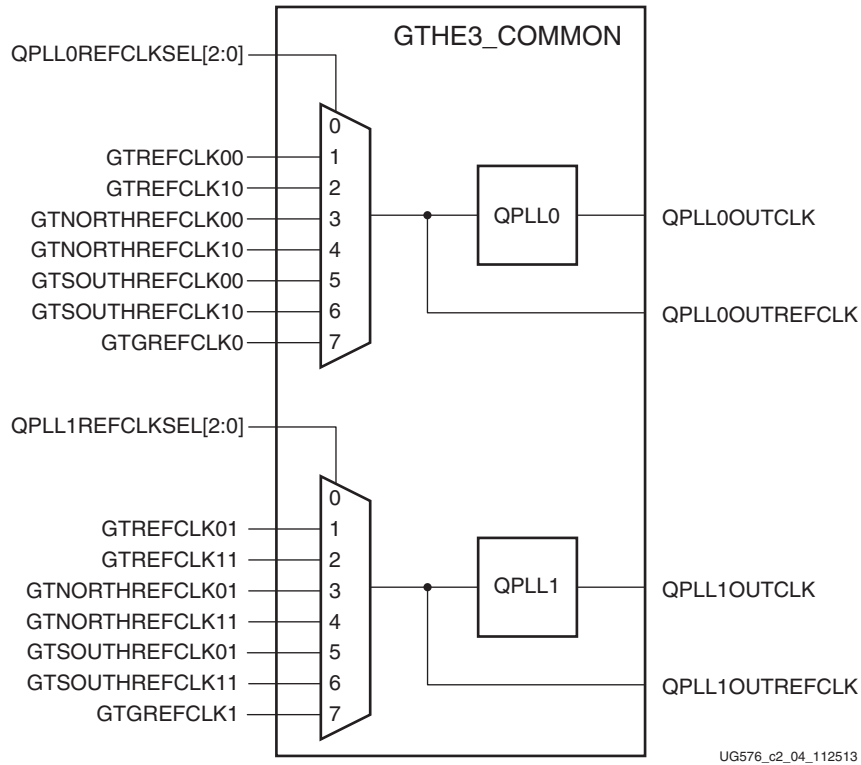 GTHE3_COMMON
QPLL0REFCLKSEL[2:0]
0
GTREFCLK00 1
GTREFCLK10 2
GTNORTHREFCLK00 3
GTNORTHREFCLK10 4
GTSOUTHREFCLK00 5
GTSOUTHREFCLK10 6
GTGREFCLK0 7
QPLL0
QPLL0OUTCLK
QPLL0OUTREFCLK
QPLL1REFCLKSEL[2:0]
0
GTREFCLK01 1
GTREFCLK11 2
GTNORTHREFCLK01 3
GTNORTHREFCLK11 4
GTSOUTHREFCLK01 5
GTSOUTHREFCLK11 6
GTGREFCLK1 7
QPLL1
QPLL1OUTCLK
QPLL1OUTREFCLK
UG576_c2_04_112513